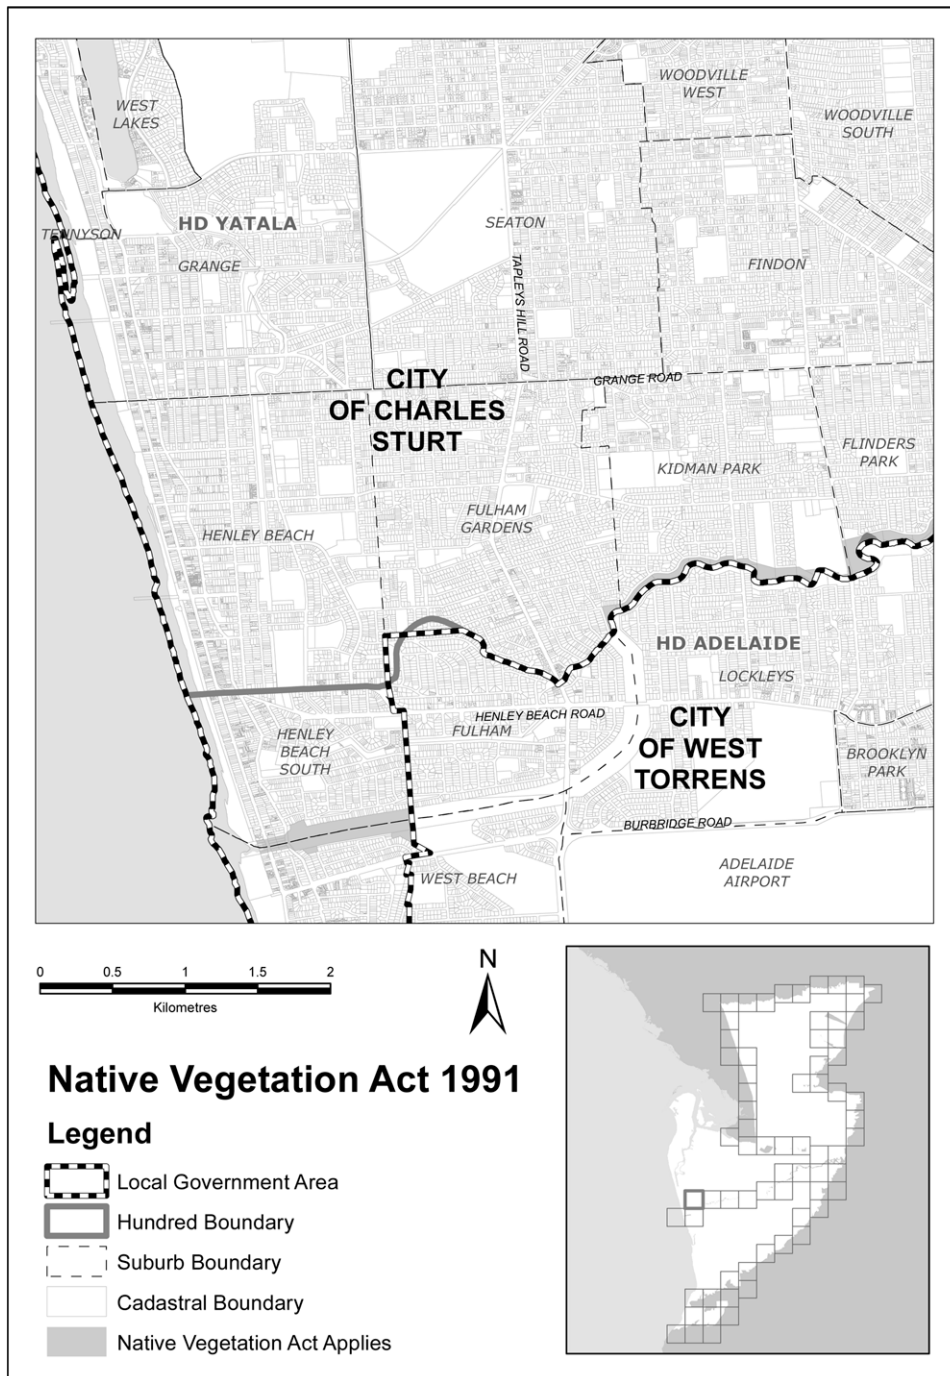 WEST
LAKES
WOODVILLE
WEST
WOODVILLE
SOUTH
HD YATALA
TENNYSON
SEATON
GRANGE
FINDON
TAPLEYS HILL ROAD
GRANGE ROAD
CITY
OF CHARLES
STURT
FLINDERS
PARK
KIDMAN PARK
FULHAM
GARDENS
HENLEY BEACH
HD ADELAIDE
LOCKLEYS
HENLEY BEACH ROAD
FULHAM
HENLEY
BEACH
SOUTH
CITY
OF WEST
TORRENS
BROOKLYN
PARK
BURBRIDGE ROAD
WEST BEACH
ADELAIDE
AIRPORT
0 0.5 1 1.5 2
Kilometres
N
Native Vegetation Act 1991
Legend
Local Government Area
Hundred Boundary
Suburb Boundary
Cadastral Boundary
Native Vegetation Act Applies